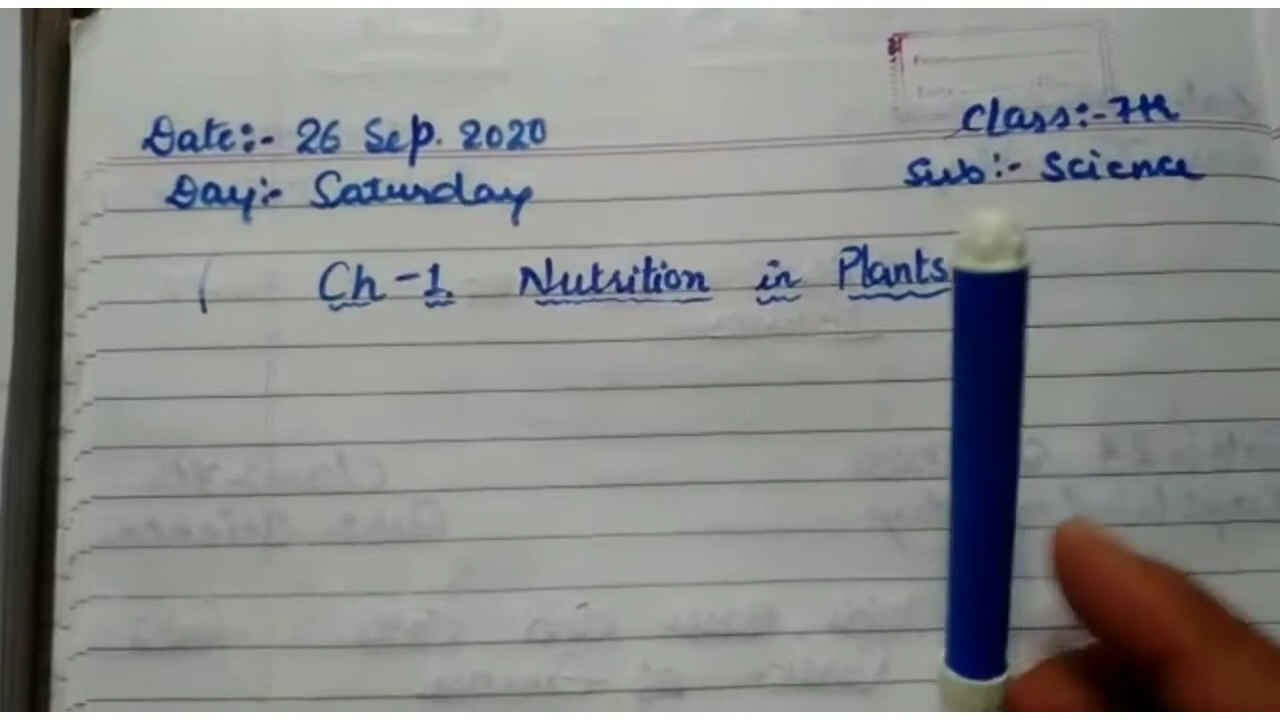 Date:- 26 Sep. 2020
Class:- 7th
Day:- Saturday
Sub:- Science
Ch-1. Nutrition in Plants